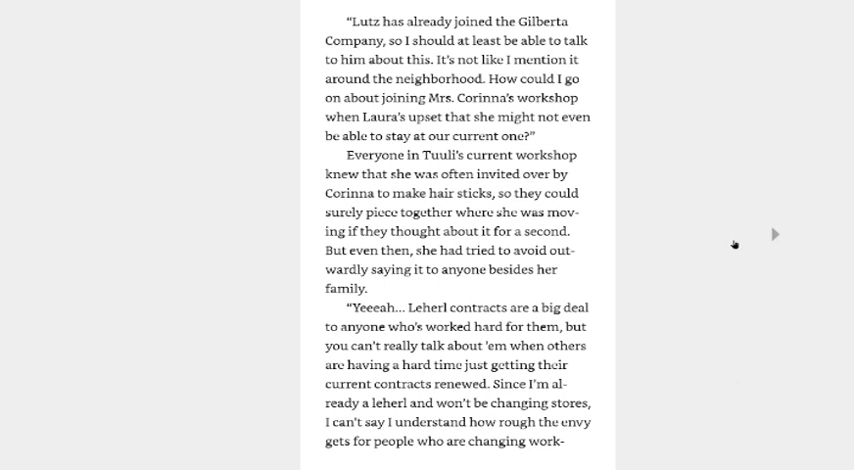 “Lutz has already joined the Gilberta
Company, so I should at least be able to talk
to him about this. It’s not like I mention it
around the neighborhood. How could I go
on about joining Mrs. Corinna’s workshop
when Laura’s upset that she might not even
be able to stay at our current one?”
Everyone in Tuuli’s current workshop
knew that she was often invited over by
Corinna to make hair sticks, so they could
surely piece together where she was mov-
ing if they thought about it for a second.
But even then, she had tried to avoid out-
wardly saying it to anyone besides her
family.
“Yeeeah... Leherl contracts are a big deal
to anyone who’s worked hard for them, but
you can’t really talk about ’em when others
are having a hard time just getting their
current contracts renewed. Since I’m al-
ready a leherl and won’t be changing stores,
I can’t say I understand how rough the envy
gets for people who are changing work-